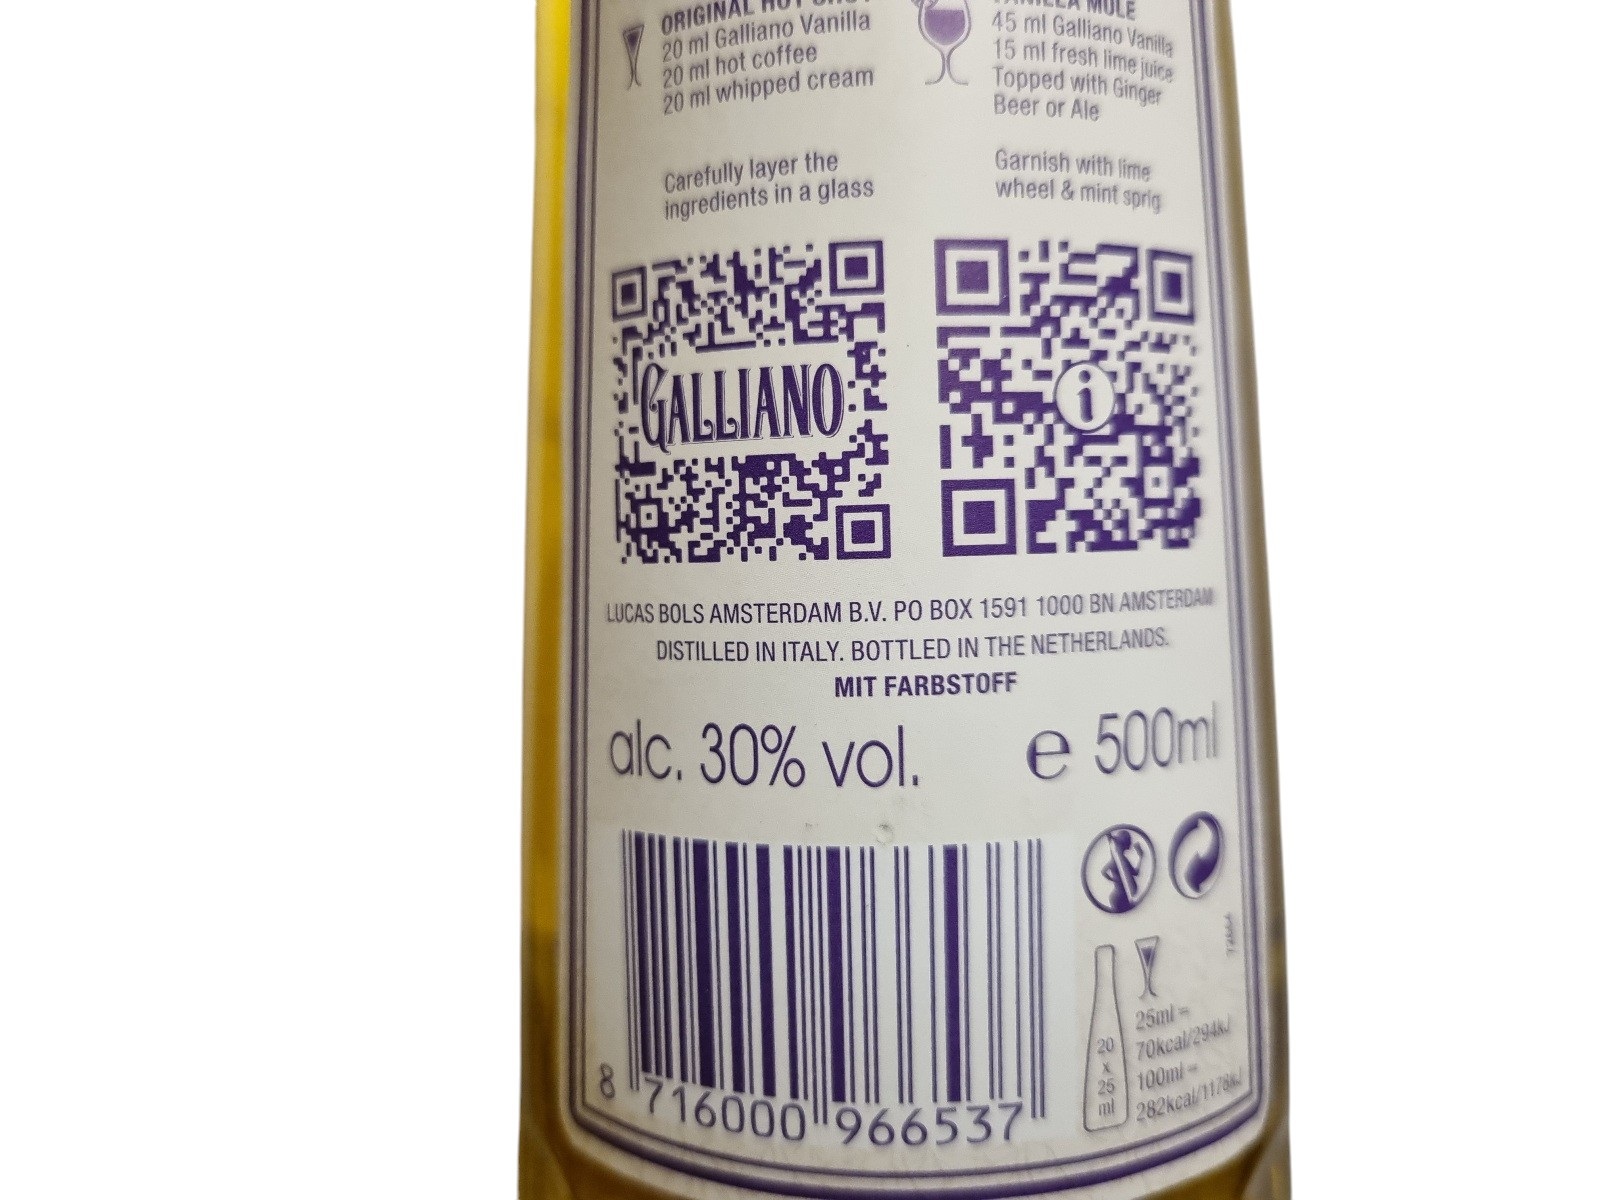 ORIGINAL HOT SHOT
20 ml Galliano Vanilla
20 ml hot coffee
20 ml whipped cream
Carefully layer the
ingredients in a glass
VANILLA MULE
45 ml Galliano Vanilla
15 ml fresh lime juice
Topped with Ginger
Beer or Ale
Garnish with lime
wheel & mint sprig
GALLIANO
i
LUCAS BOLS AMSTERDAM B.V. PO BOX 1591 1000 BN AMSTERDAM
DISTILLED IN ITALY. BOTTLED IN THE NETHERLANDS.
MIT FARBSTOFF
alc. 30% vol.
e 500ml
8 716000 966537
20
x
25
ml
25ml =
70kcal/294kJ
100ml =
282kcal/1178kJ